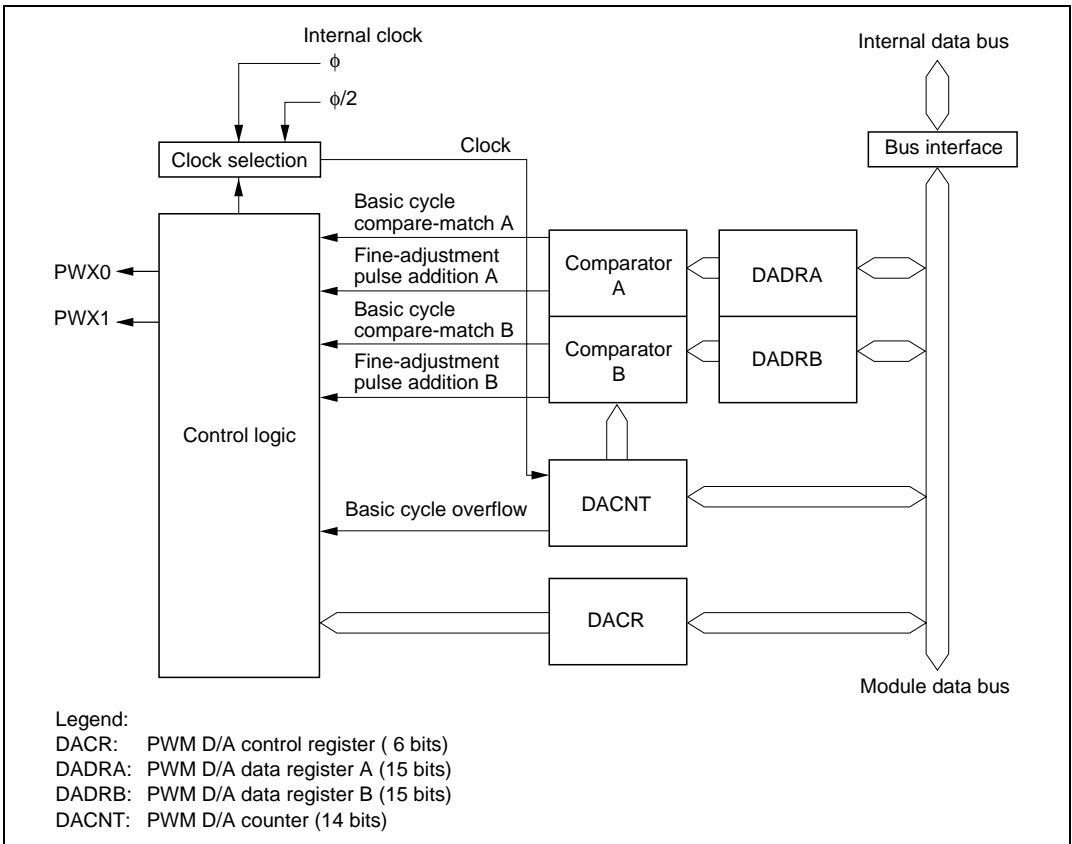 Internal clock
ϕ
ϕ/2
Internal data bus
Clock selection
Clock
Bus interface
Basic cycle
compare-match A
Fine-adjustment
pulse addition A
Basic cycle
compare-match B
Fine-adjustment
pulse addition B
Comparator
A
DADRA
Comparator
B
DADRB
PWX0
PWX1
Control logic
DACNT
Basic cycle overflow
DACR
Module data bus
Legend:
DACR: PWM D/A control register ( 6 bits)
DADRA: PWM D/A data register A (15 bits)
DADRB: PWM D/A data register B (15 bits)
DACNT: PWM D/A counter (14 bits)